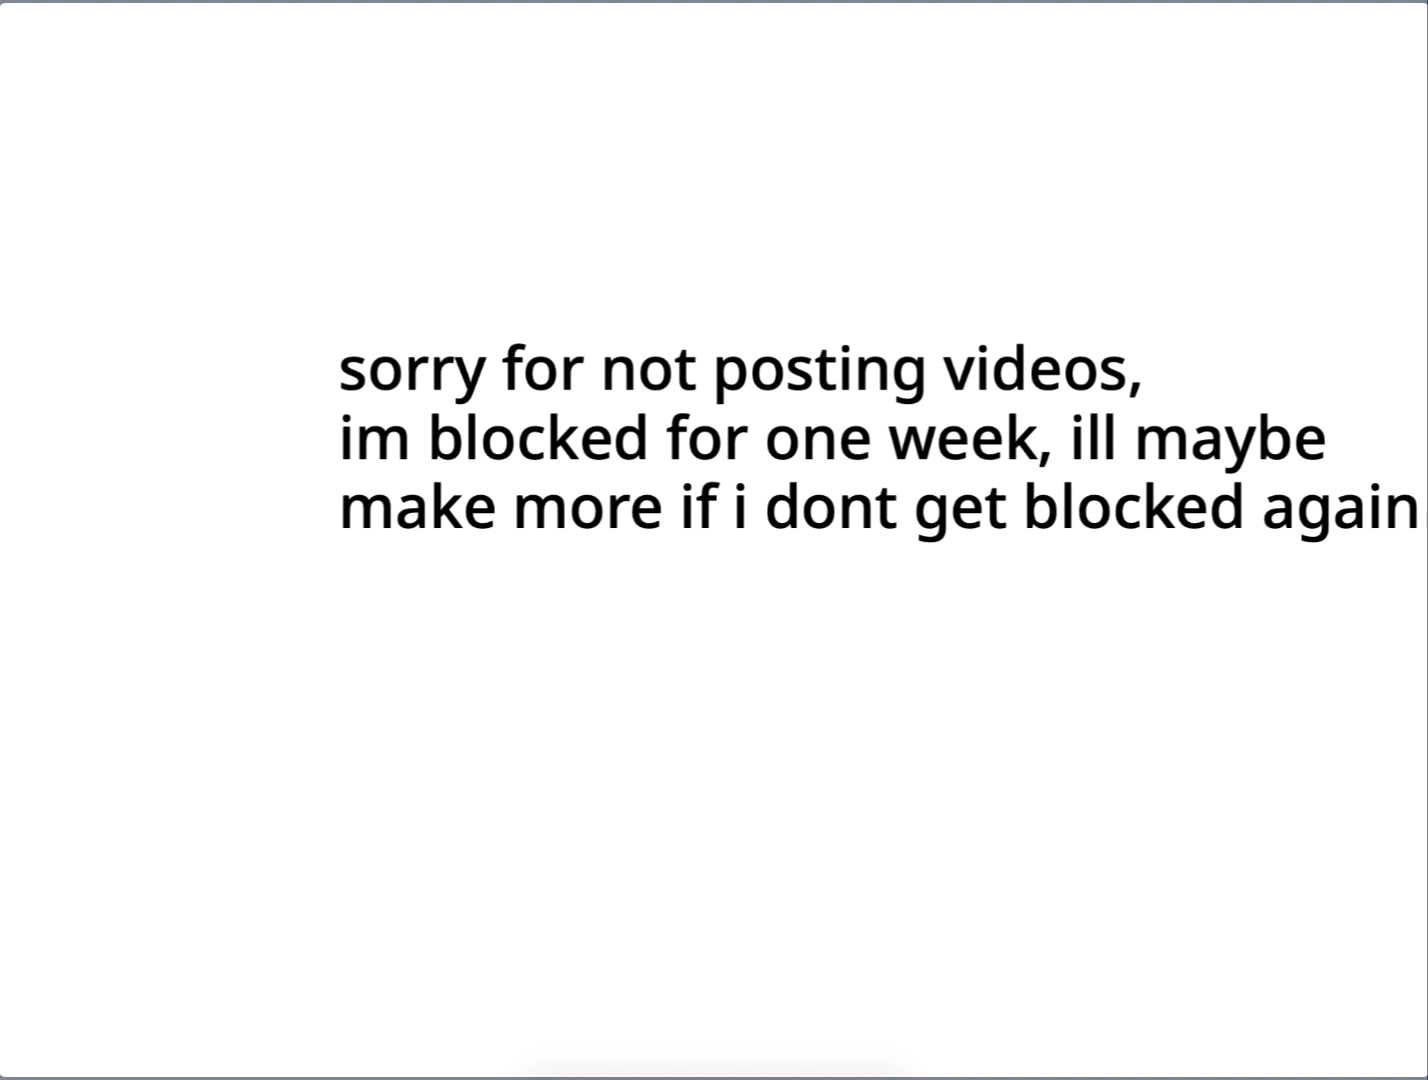 sorry for not posting videos,
im blocked for one week, ill maybe
make more if i dont get blocked again